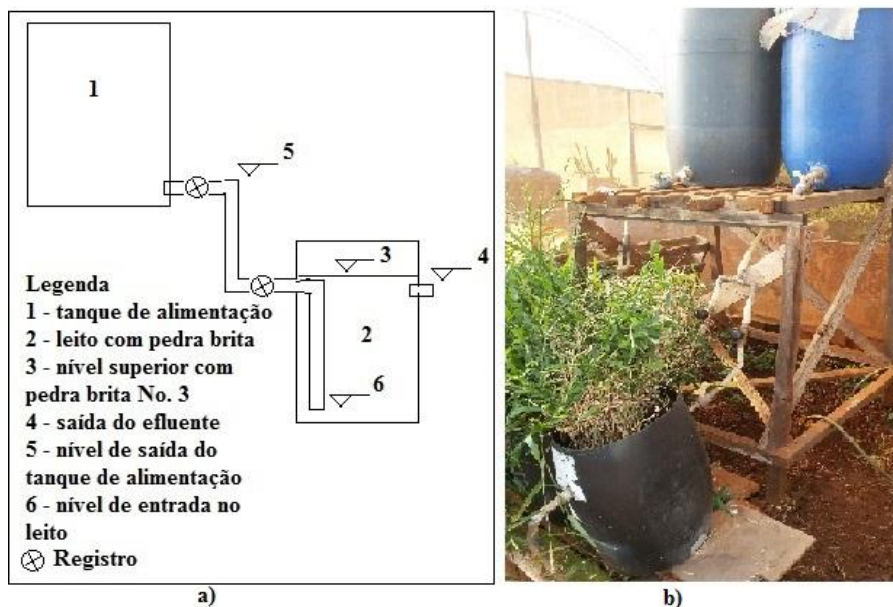 1
5
3
4
2
6
Legenda
1 - tanque de alimentação
2 - leito com pedra brita
3 - nível superior com
pedra brita No. 3
4 - saída do efluente
5 - nível de saída do
tanque de alimentação
6 - nível de entrada no
leito
Registro
a)
b)